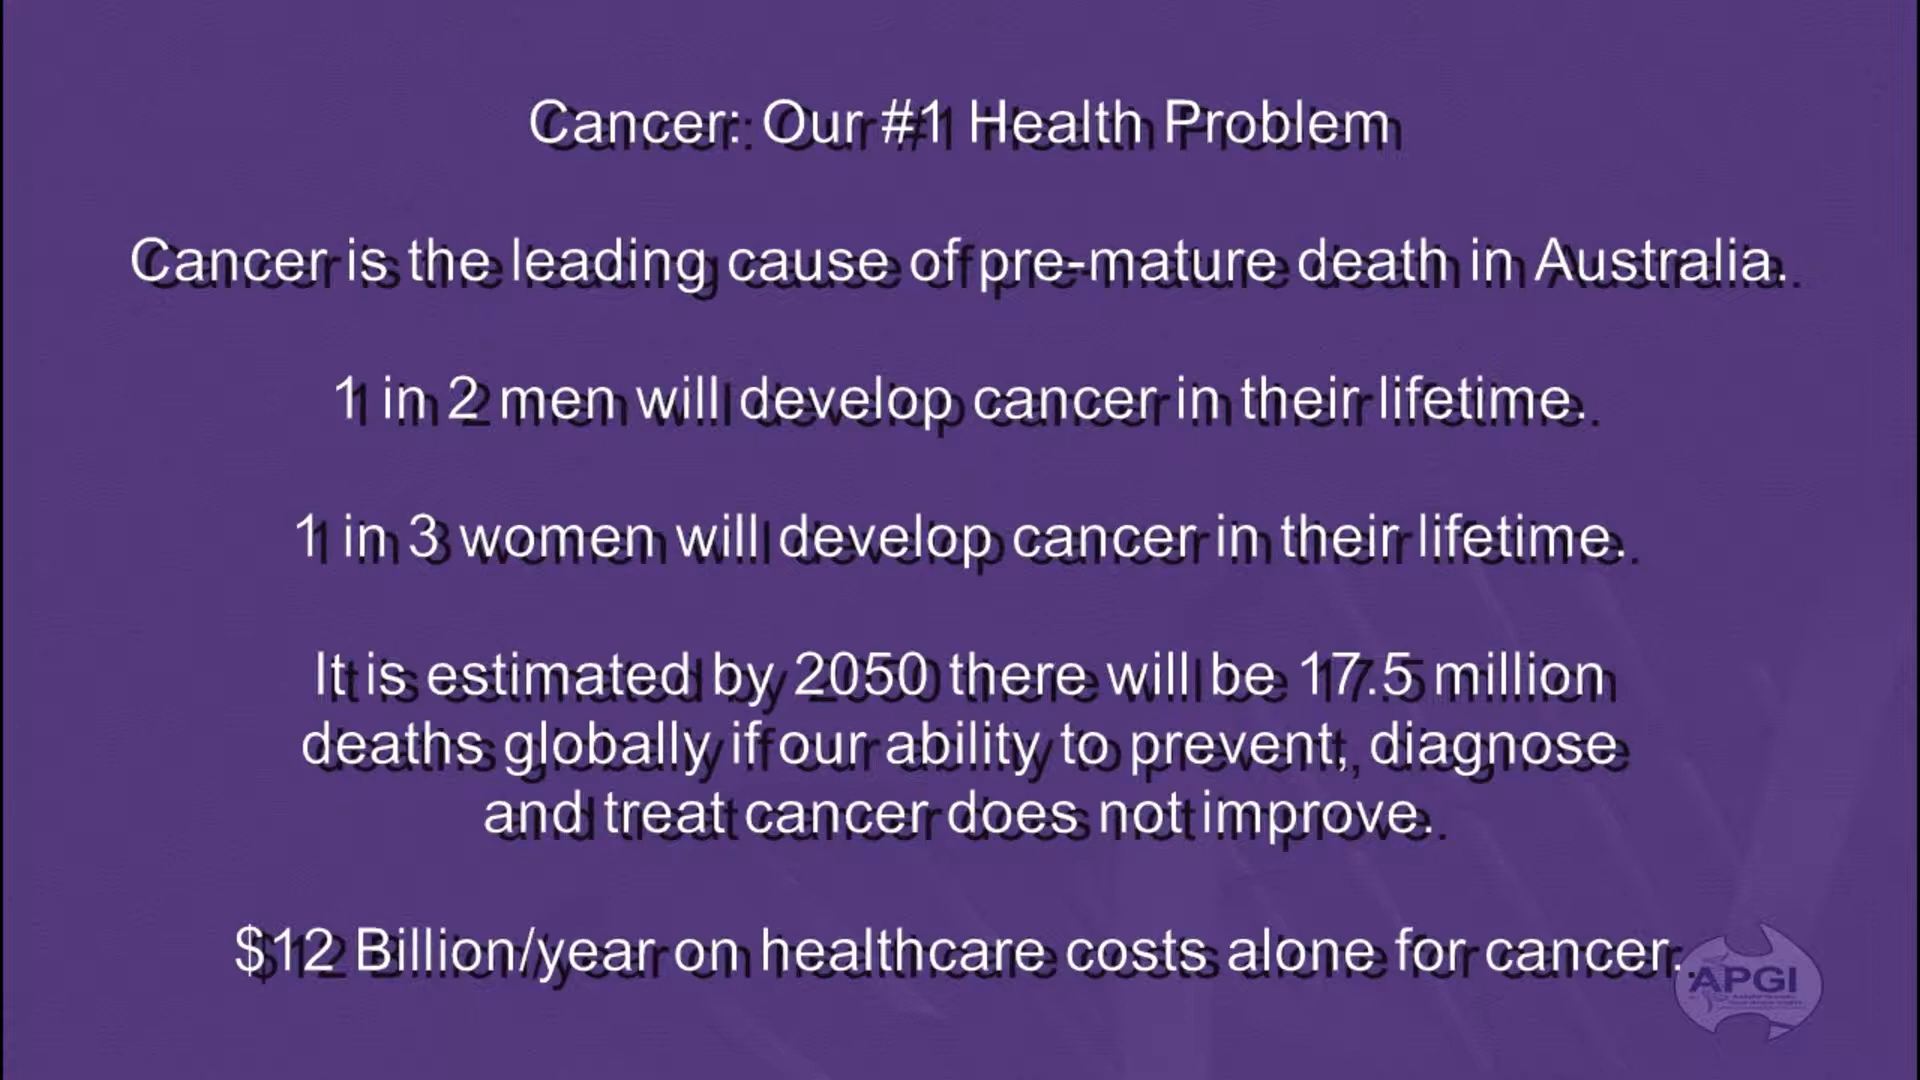 Cancer: Our #1 Health Problem
Cancer is the leading cause of pre-mature death in Australia.
1 in 2 men will develop cancer in their lifetime.
1 in 3 women will develop cancer in their lifetime.
It is estimated by 2050 there will be 17.5 million
deaths globally if our ability to prevent, diagnose
and treat cancer does not improve.
$12 Billion/year on healthcare costs alone for cancer.
APGI